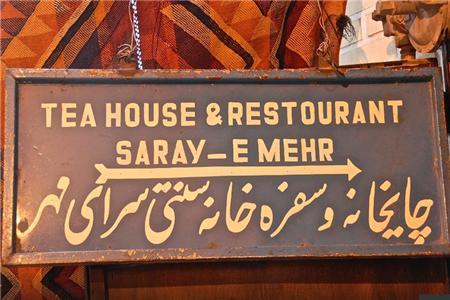 TEA HOUSE & RESTOURANT
SARAY-E MEHR
چایخانه و سفره خانه سنتی سرای مهر